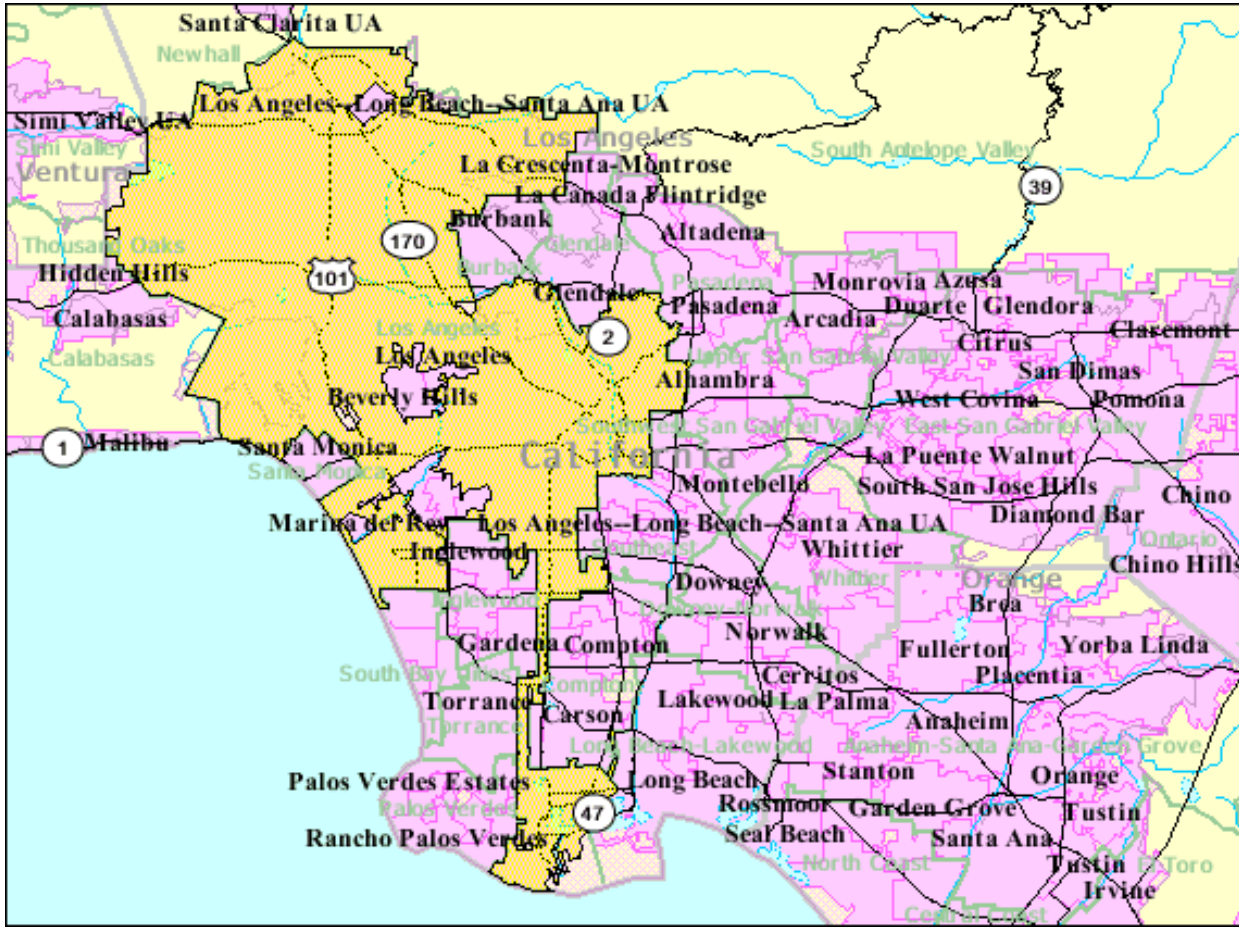 Santa Clarita UA
Newhall
Los Angeles--Long Beach--Santa Ana UA
Simi Valley UA
Los Angeles
Simi Valley
South Antelope Valley
Ventura
La Crescenta-Montrose
39
La Canada Flintridge
Burbank
Altadena
170
Glendale
Thousand Oaks
Burbank
Hidden Hills
101
Pasadena
Monrovia
Azusa
Glendale
Pasadena
Duarte
Glendora
Calabasas
Arcadia
Los Angeles
Claremont
2
Citrus
Los Angeles
Calabasas
Upper San Gabriel Valley
San Dimas
Alhambra
Beverly Hills
West Covina
Pomona
Southwest San Gabriel Valley
East San Gabriel Valley
1
Malibu
Santa Monica
California
La Puente
Walnut
Santa Monica
Montebello
South San Jose Hills
Chino
Diamond Bar
Marina del Rey
Los Angeles--Long Beach--Santa Ana UA
Ontario
Inglewood
Southeast
Whittier
Chino Hills
Downey
Whittier
Orange
Inglewood
Downey-Norwalk
Brea
Gardena
Compton
Norwalk
Fullerton
Yorba Linda
South Bay Cities
Compton
Cerritos
Placentia
Torrance
Lakewood
La Palma
Carson
Anaheim
Torrance
Long Beach-Lakewood
Anaheim-Santa Ana-Garden Grove
Palos Verdes Estates
Long Beach
Stanton
Orange
Palos Verdes
47
Rossmoor
Garden Grove
Tustin
Rancho Palos Verdes
Seal Beach
Santa Ana
North Coast
Tustin
El Toro
Irvine
Central Coast